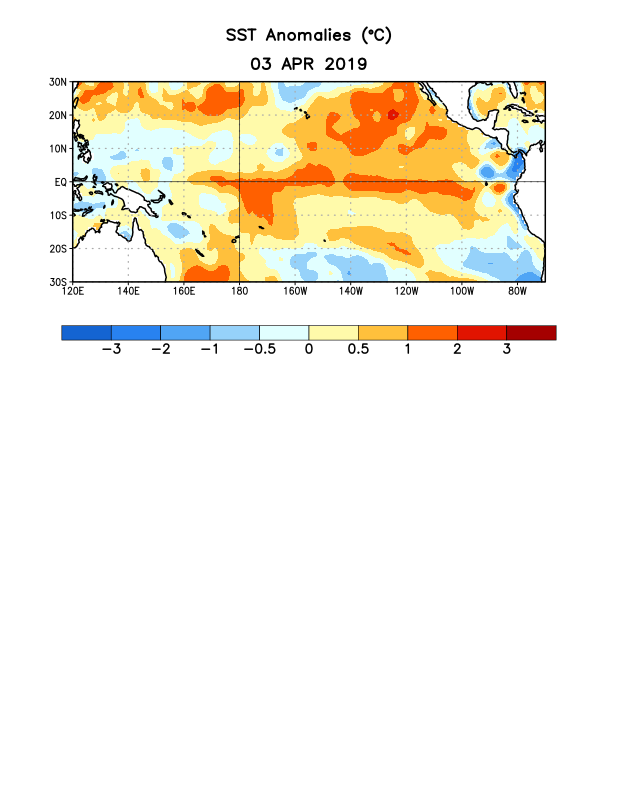 SST Anomalies (°C)
03 APR 2019
30N
20N
10N
EQ
10S
20S
30S
120E 140E 160E 180 160W 140W 120W 100W 80W
−3 −2 −1 −0.5 0 0.5 1 2 3